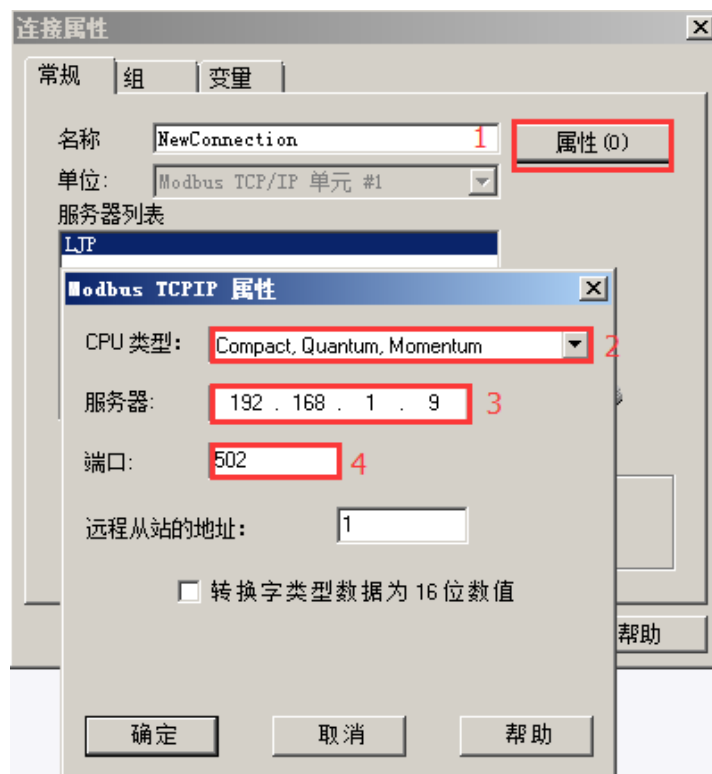 连接属性
常规 组 变量
名称 NewConnection 1 属性(O)
单位: Modbus TCP/IP 单元 #1
服务器列表
LJP
Modbus TCPIP 属性
CPU 类型: Compact, Quantum, Momentum 2
服务器: 192 . 168 . 1 . 9 3
端口: 502 4
远程从站的地址: 1
转换字类型数据为 16 位数值
帮助
确定 取消 帮助